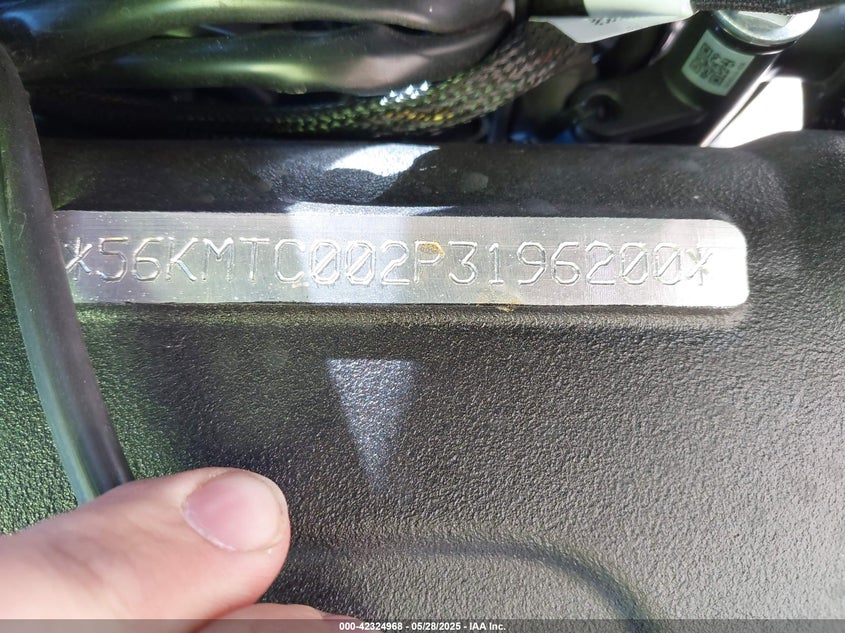 *56KMTC002P3196200*
000-42324968 – 05/28/2025 – IAA Inc.